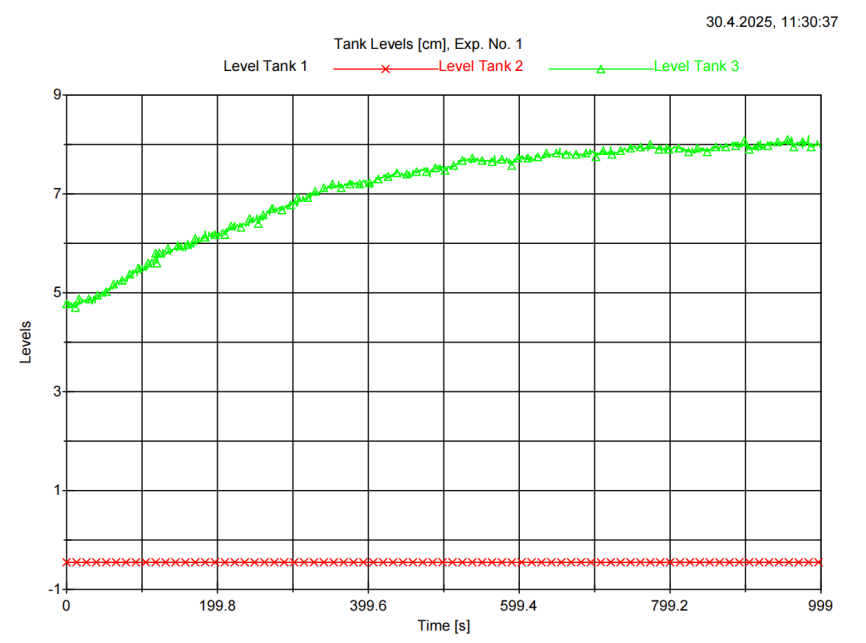 30.4.2025, 11:30:37
Tank Levels [cm], Exp. No. 1
Level Tank 1 Level Tank 2 Level Tank 3
9
7
5
3
1
-1
Levels
0 199.8 399.6 599.4 799.2 999
Time [s]